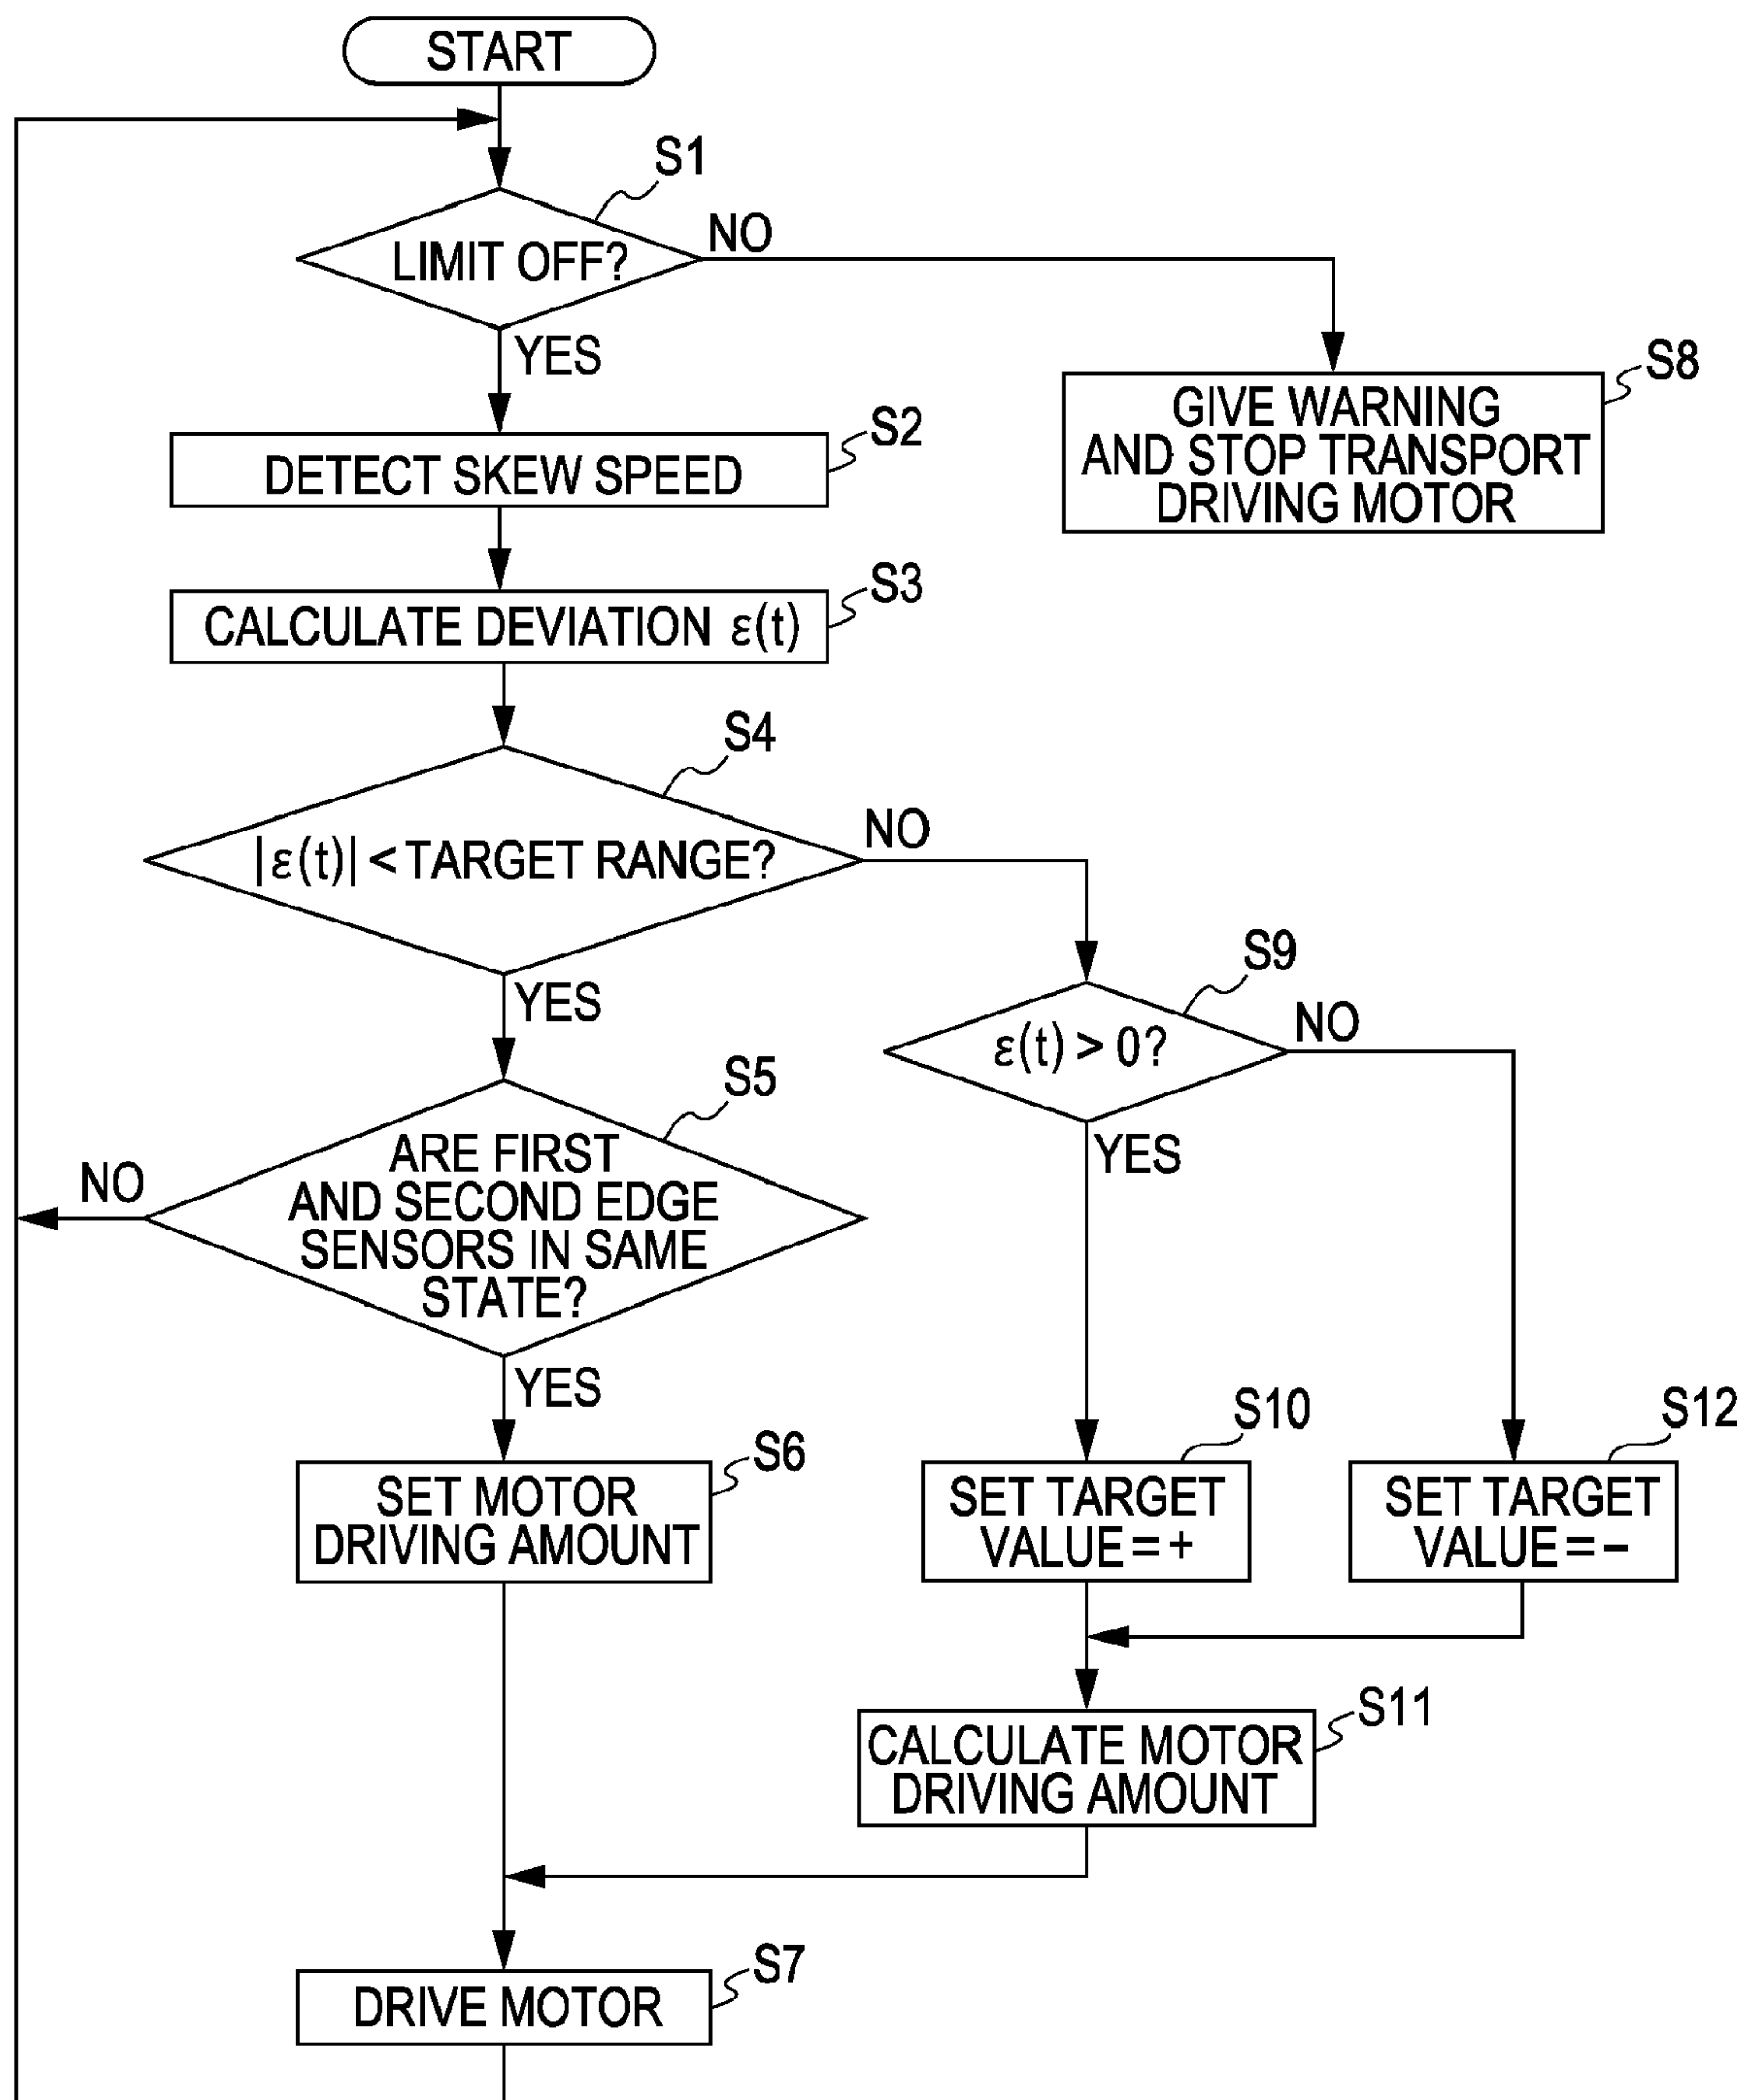 START
S1
LIMIT OFF?
NO
YES
S8
GIVE WARNING
AND STOP TRANSPORT
DRIVING MOTOR
S2
DETECT SKEW SPEED
S3
CALCULATE DEVIATION ε(t)
S4
|ε(t)| < TARGET RANGE?
NO
YES
S9
ε(t) > 0?
NO
YES
S5
ARE FIRST
AND SECOND EDGE
SENSORS IN SAME
STATE?
NO
YES
S6
SET MOTOR
DRIVING AMOUNT
S10
SET TARGET
VALUE = +
S12
SET TARGET
VALUE = −
S11
CALCULATE MOTOR
DRIVING AMOUNT
S7
DRIVE MOTOR